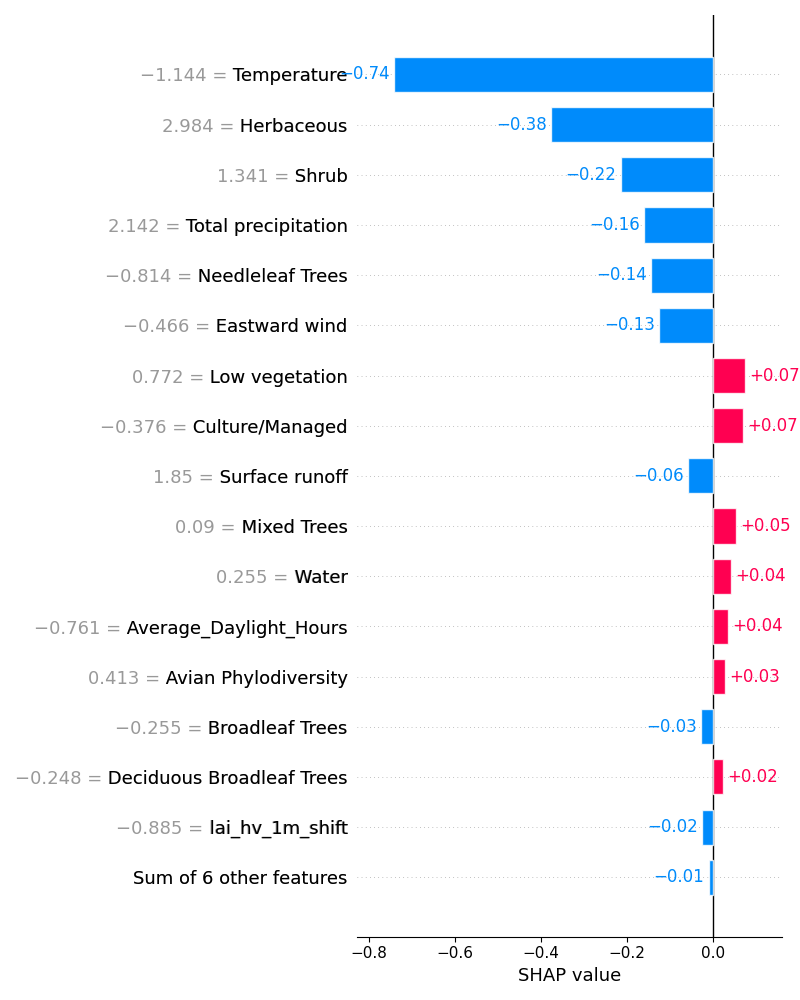 −1.144 = Temperature −0.74
2.984 = Herbaceous −0.38
1.341 = Shrub −0.22
2.142 = Total precipitation −0.16
−0.814 = Needleleaf Trees −0.14
−0.466 = Eastward wind −0.13
0.772 = Low vegetation +0.07
−0.376 = Culture/Managed +0.07
1.85 = Surface runoff −0.06
0.09 = Mixed Trees +0.05
0.255 = Water +0.04
−0.761 = Average_Daylight_Hours +0.04
0.413 = Avian Phylodiversity +0.03
−0.255 = Broadleaf Trees −0.03
−0.248 = Deciduous Broadleaf Trees +0.02
−0.885 = lai_hv_1m_shift −0.02
Sum of 6 other features −0.01
−0.8 −0.6 −0.4 −0.2 0.0
SHAP value